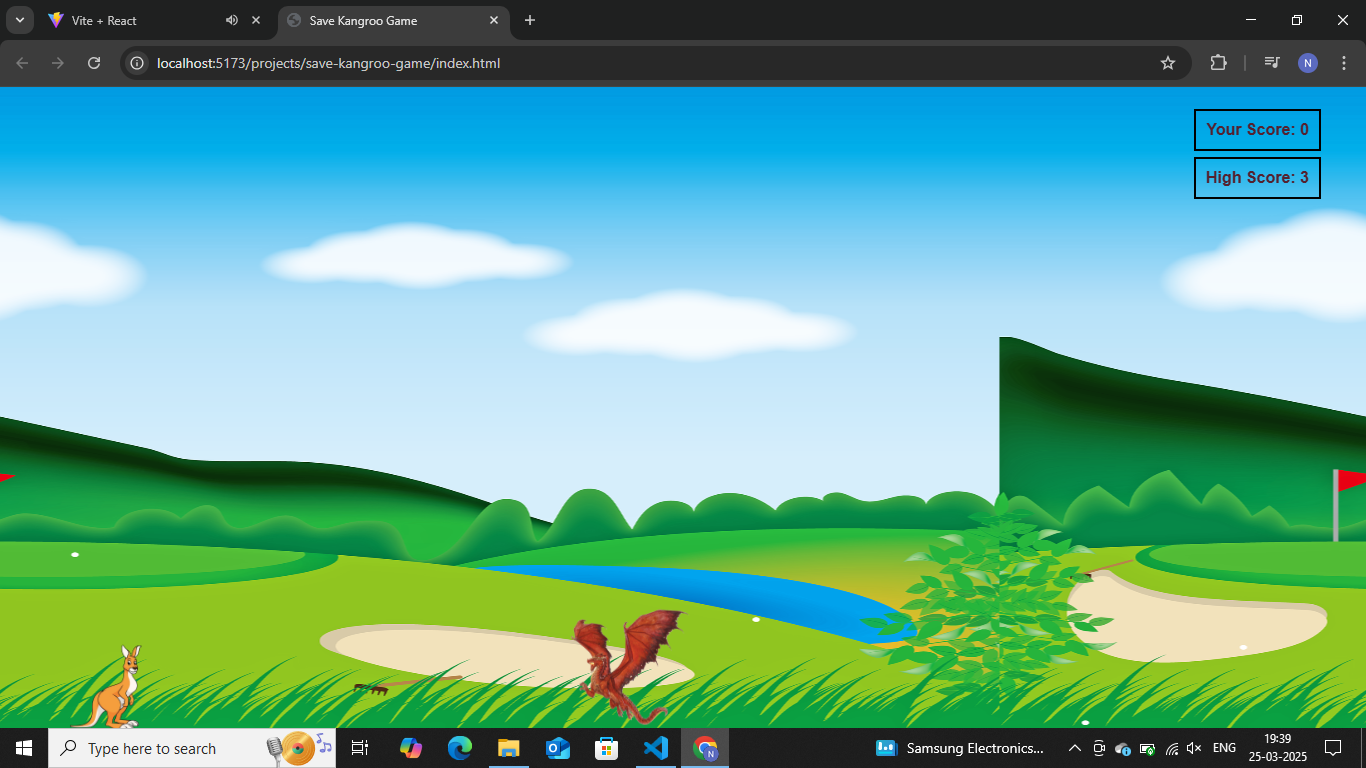 Vite + React
Save Kangroo Game
localhost:5173/projects/save-kangroo-game/index.html
N
Your Score: 0
High Score: 3
Type here to search
N
Samsung Electronics...
ENG
19:39
25-03-2025